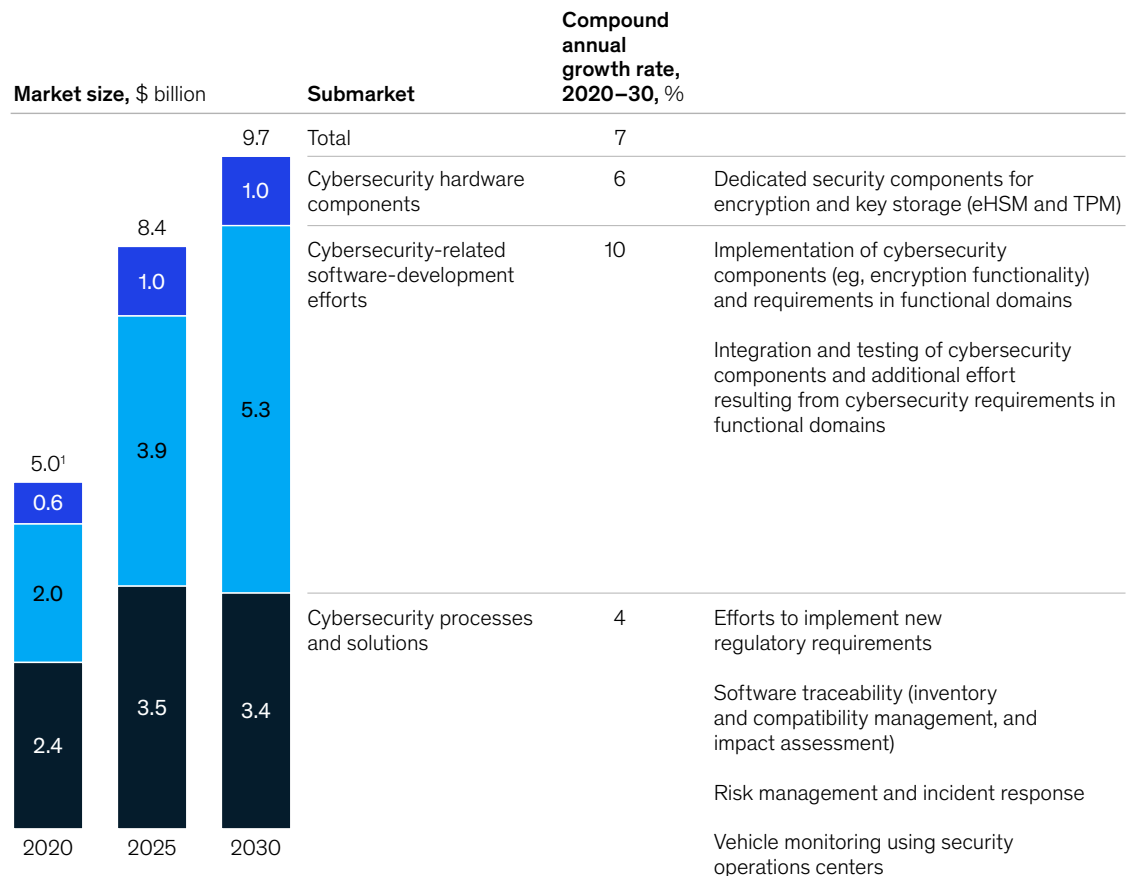 Market size, $ billion
Submarket
Compound
annual
growth rate,
2020–30, %
9.7
1.0
5.3
3.4
2030
8.4
1.0
3.9
3.5
2025
5.0¹
0.6
2.0
2.4
2020
Total
7
Cybersecurity hardware
components
6
Dedicated security components for
encryption and key storage (eHSM and TPM)
Cybersecurity-related
software-development
efforts
10
Implementation of cybersecurity
components (eg, encryption functionality)
and requirements in functional domains
Integration and testing of cybersecurity
components and additional effort
resulting from cybersecurity requirements in
functional domains
Cybersecurity processes
and solutions
4
Efforts to implement new
regulatory requirements
Software traceability (inventory
and compatibility management, and
impact assessment)
Risk management and incident response
Vehicle monitoring using security
operations centers